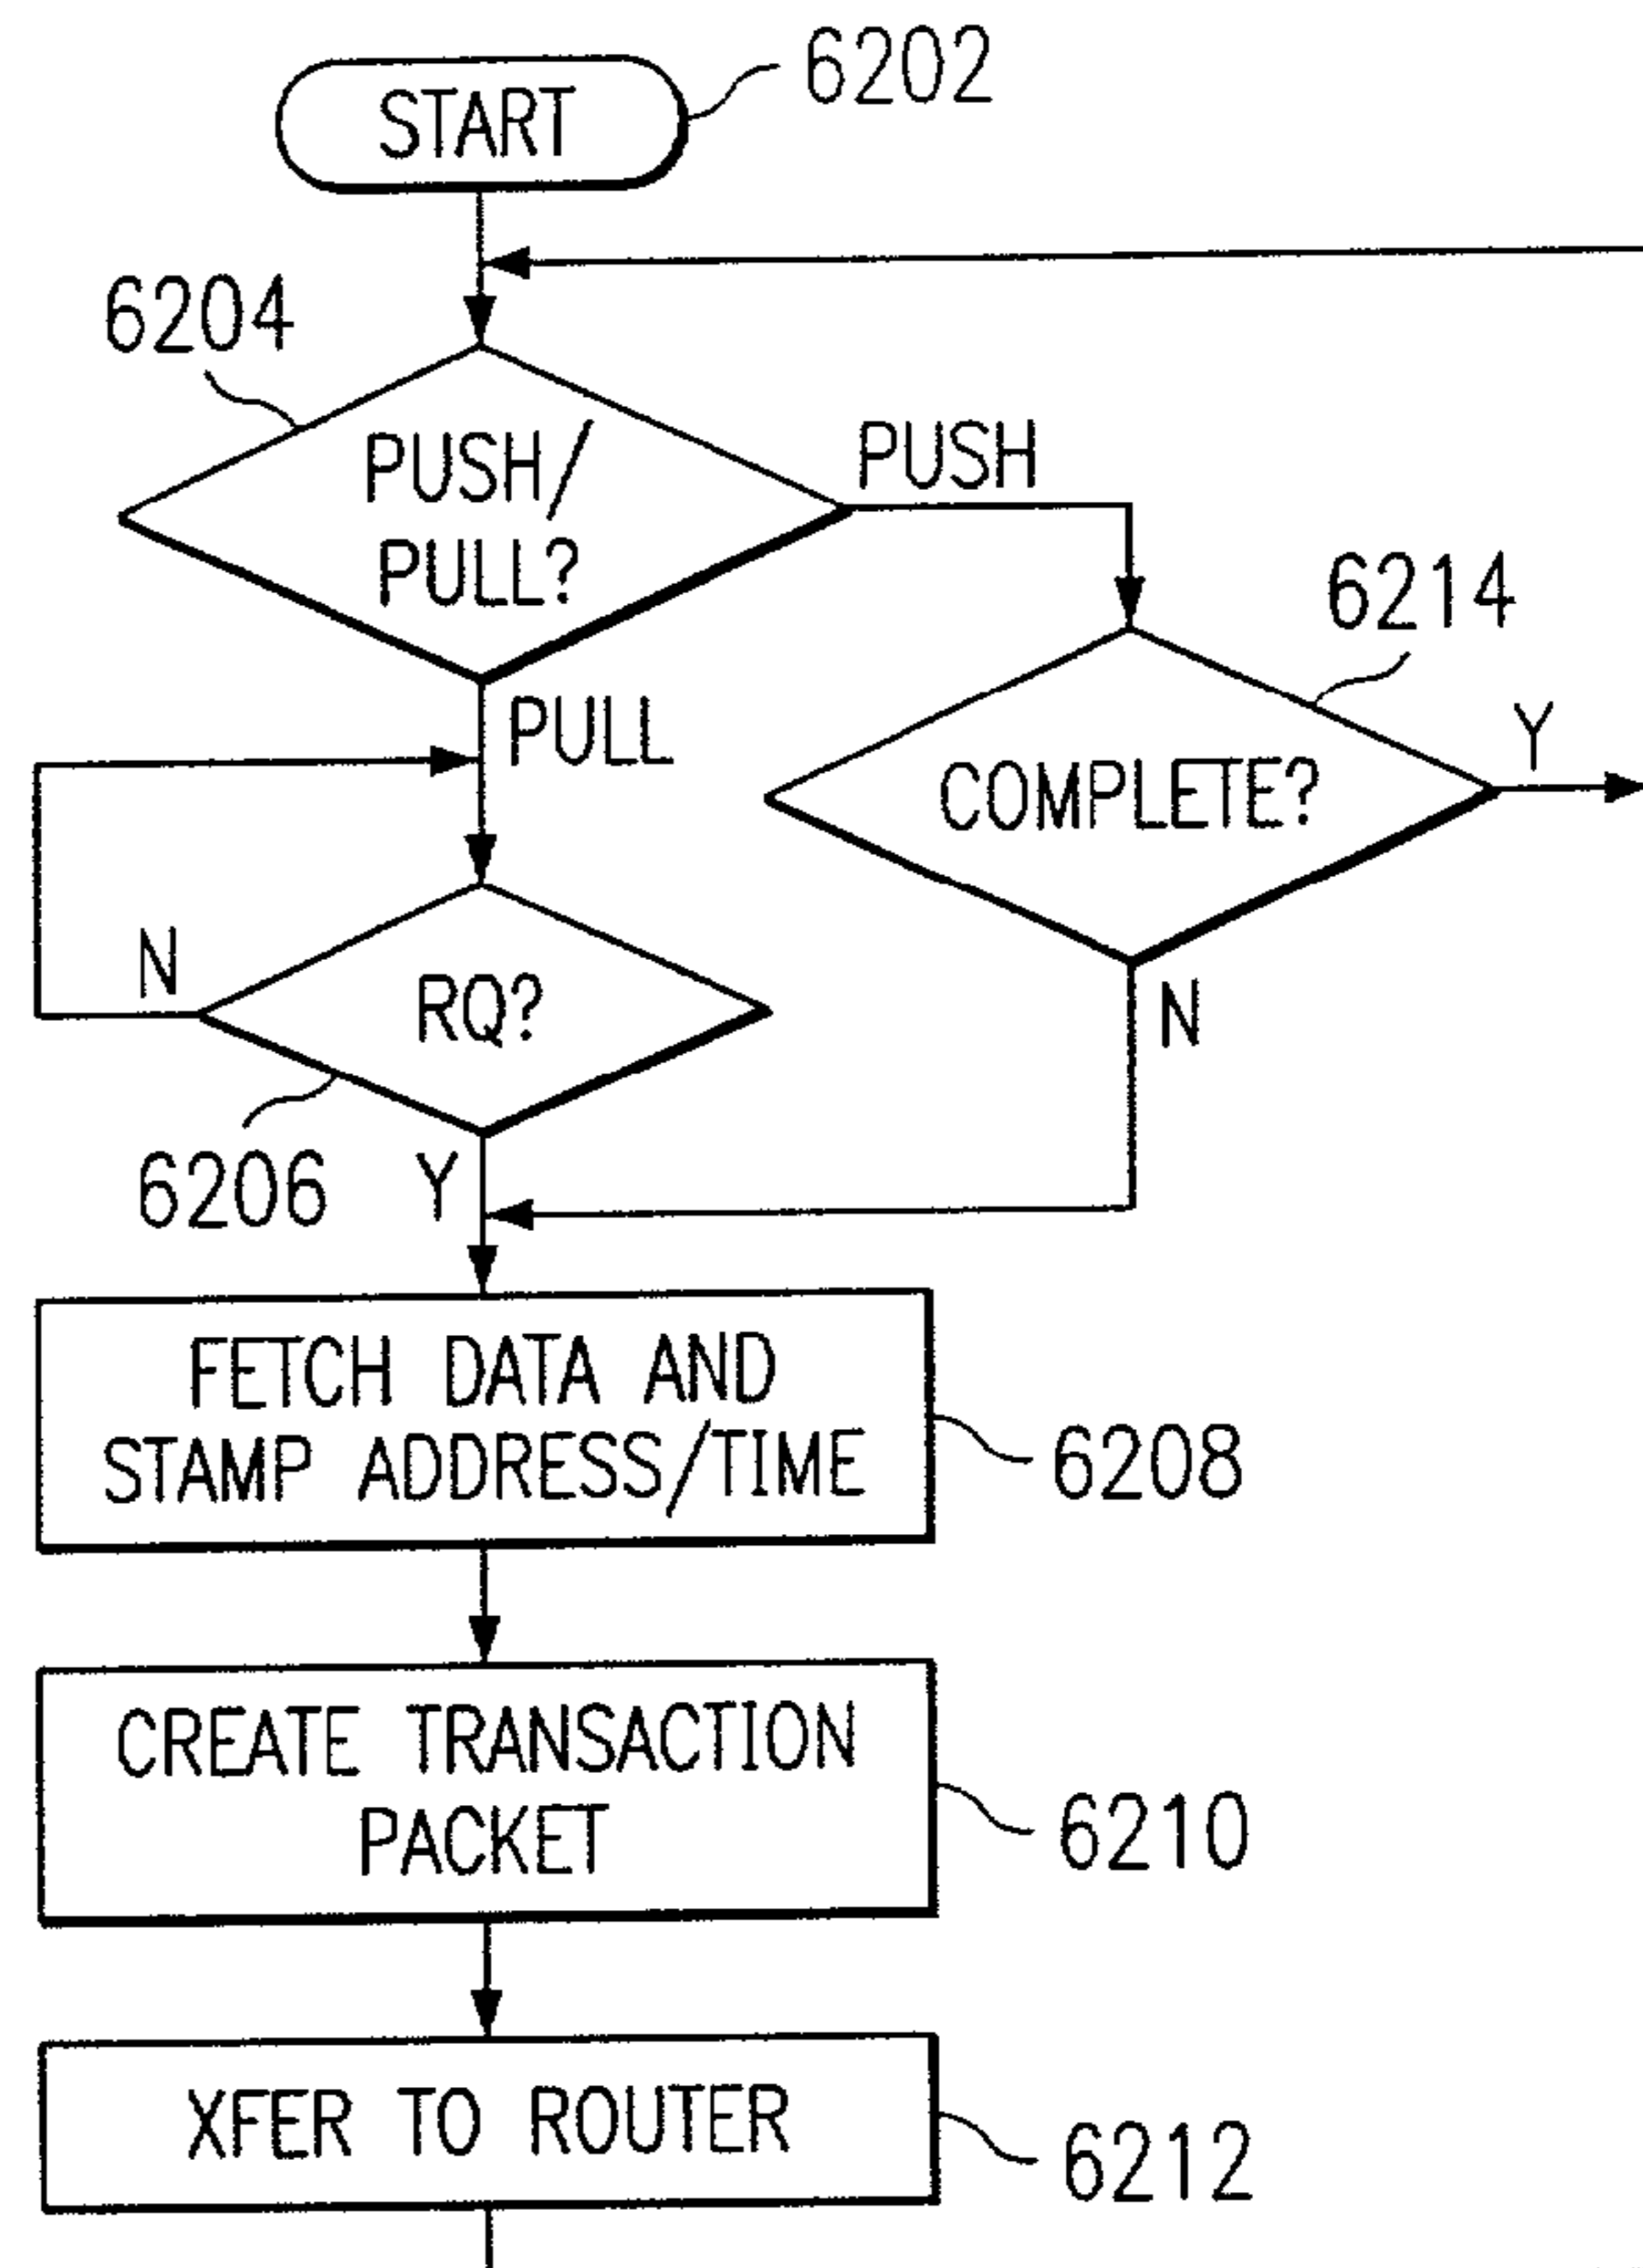 START
6202
6204
PUSH/
PULL?
PUSH
6214
PULL
COMPLETE?
Y
N
RQ?
N
6206
Y
FETCH DATA AND
STAMP ADDRESS/TIME
6208
CREATE TRANSACTION
PACKET
6210
XFER TO ROUTER
6212